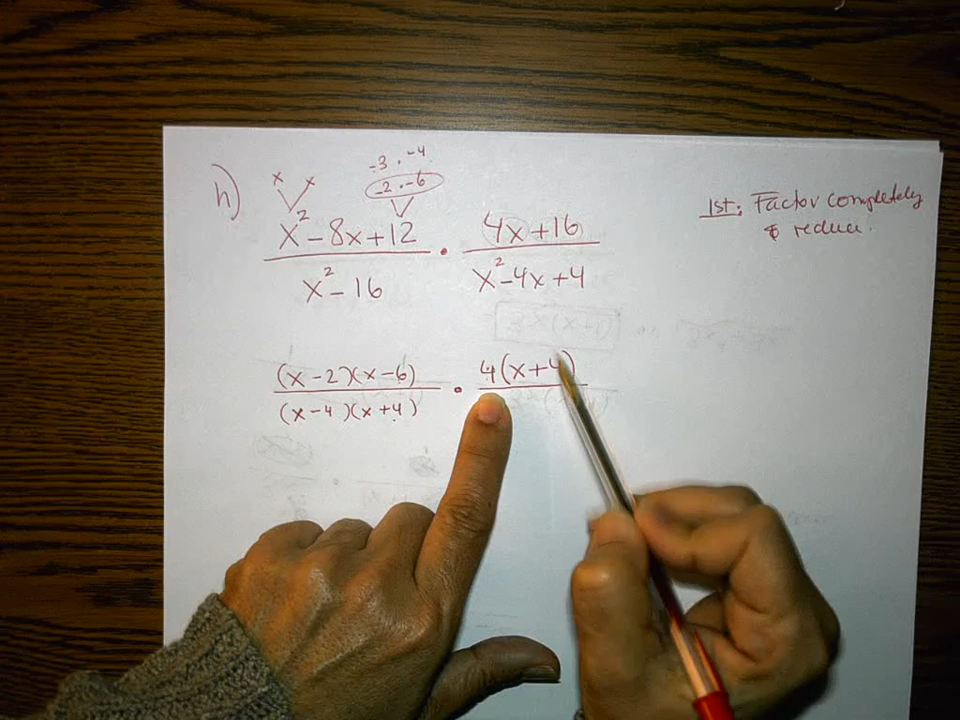 -3 · -4
x x -2 · -6
h)
x² - 8x + 12 / x² - 16 · 4x + 16 / x² - 4x + 4
1st: Factor completely
& reduce.
(x - 2)(x - 6) / (x - 4)(x + 4) · 4(x + 4)